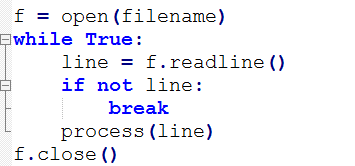 f = open(filename)
while True:
    line = f.readline()
    if not line:
        break
    process(line)
f.close()